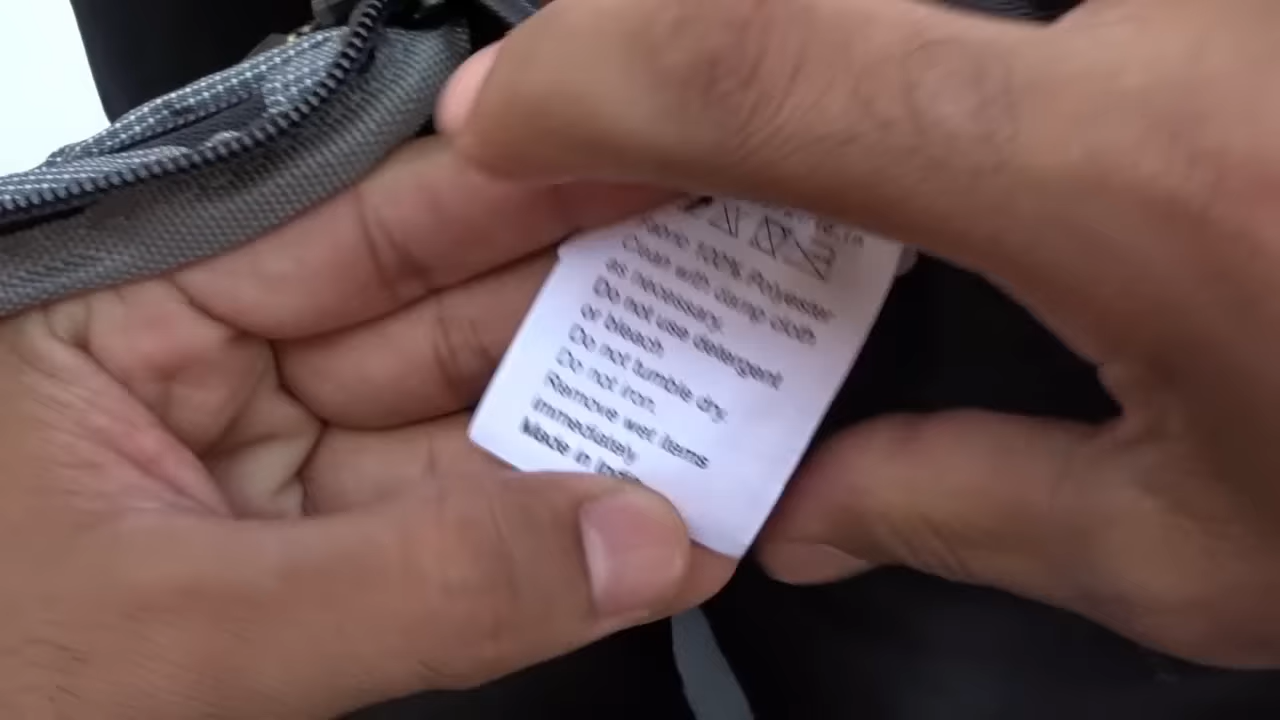 Fabric 100% Polyester
Clean with damp cloth
as necessary.
Do not use detergent
or bleach.
Do not tumble dry.
Do not iron.
Remove wet items
immediately.
Made in